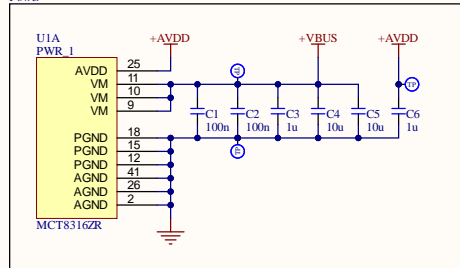 U1A
PWR_1
+AVDD
+VBUS
+AVDD
AVDD 25
VM 11
VM 10
VM 9
PGND 18
PGND 15
PGND 12
AGND 41
AGND 26
AGND 2
MCT8316ZR
TP
TP
TP
C1
100n
C2
100n
C3
1u
C4
10u
C5
10u
C6
1u